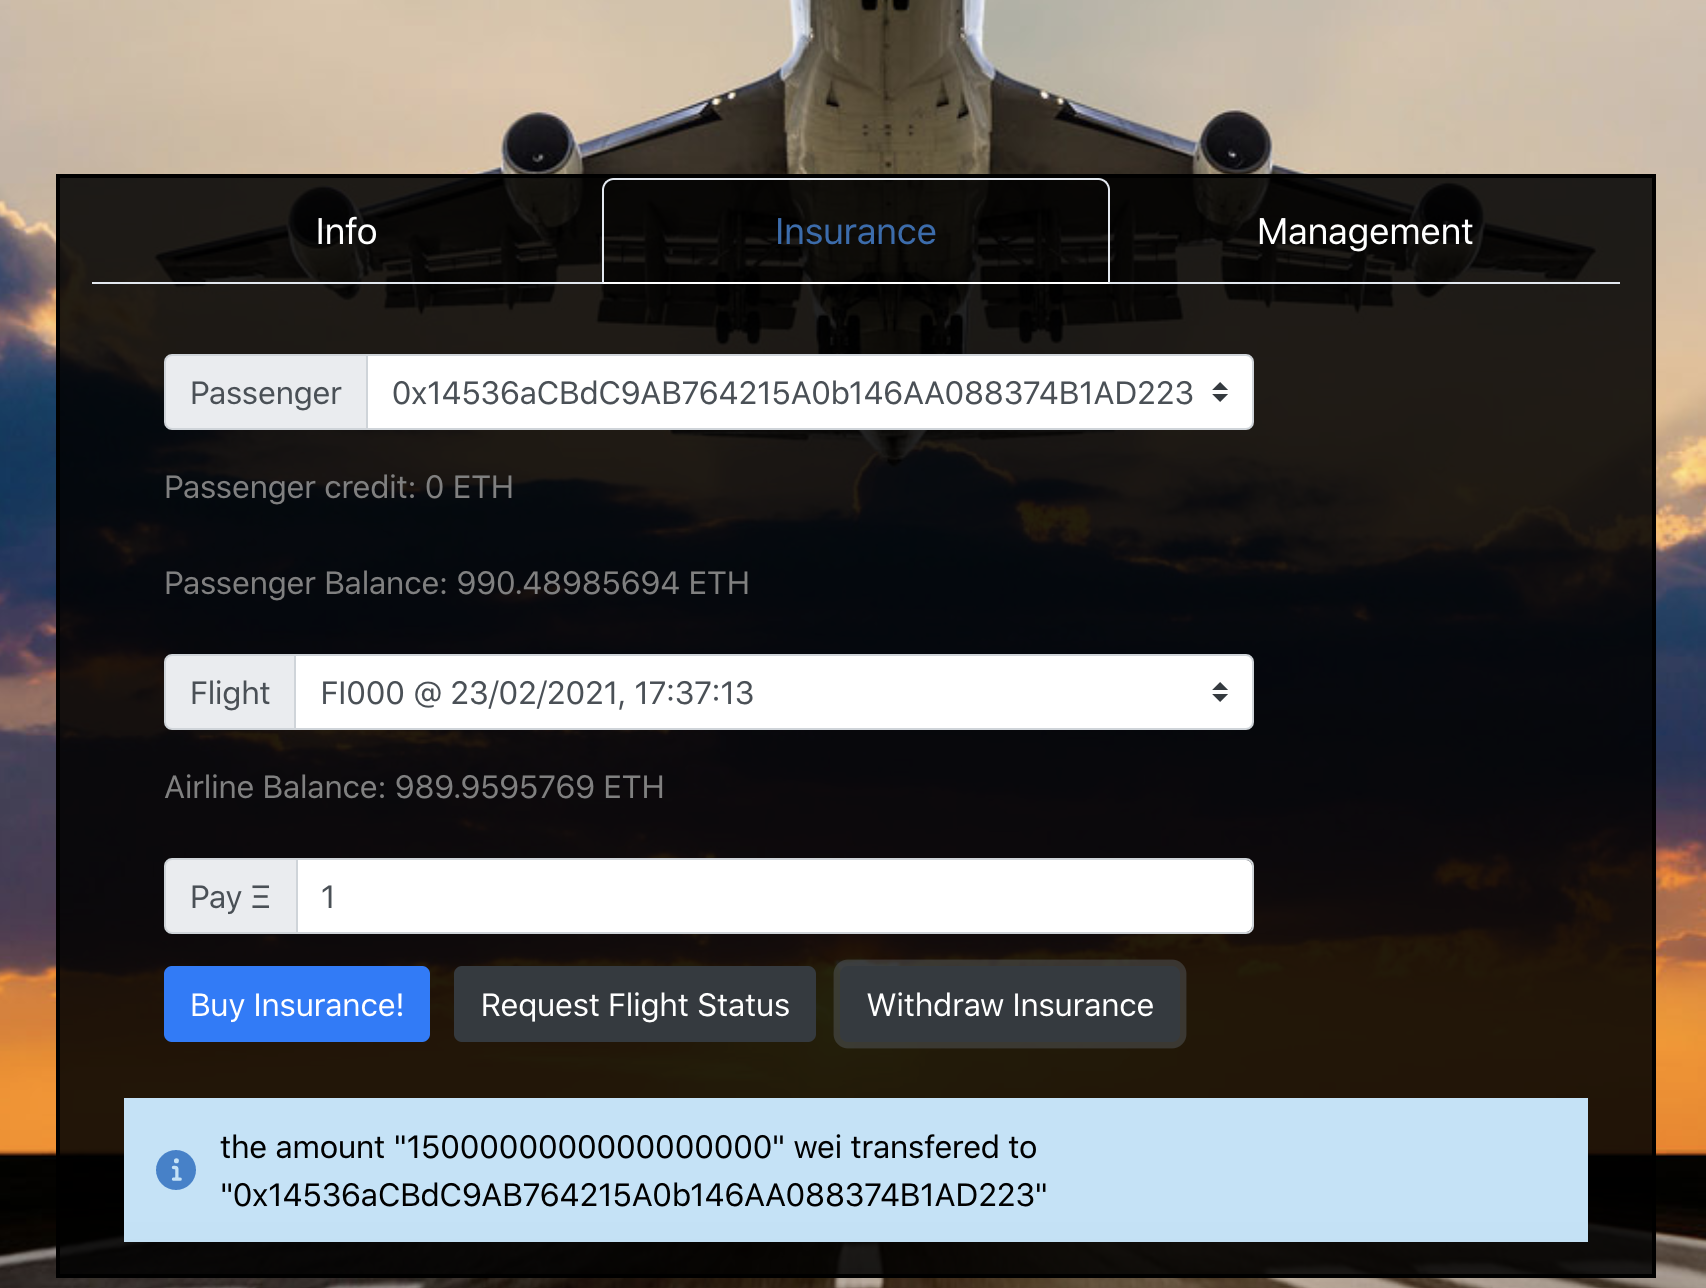 Info Insurance Management
Passenger 0x14536aCBdC9AB764215A0b146AA088374B1AD223
Passenger credit: 0 ETH
Passenger Balance: 990.48985694 ETH
Flight FI000 @ 23/02/2021, 17:37:13
Airline Balance: 989.9595769 ETH
Pay Ξ 1
Buy Insurance! Request Flight Status Withdraw Insurance
the amount "1500000000000000000" wei transfered to
"0x14536aCBdC9AB764215A0b146AA088374B1AD223"